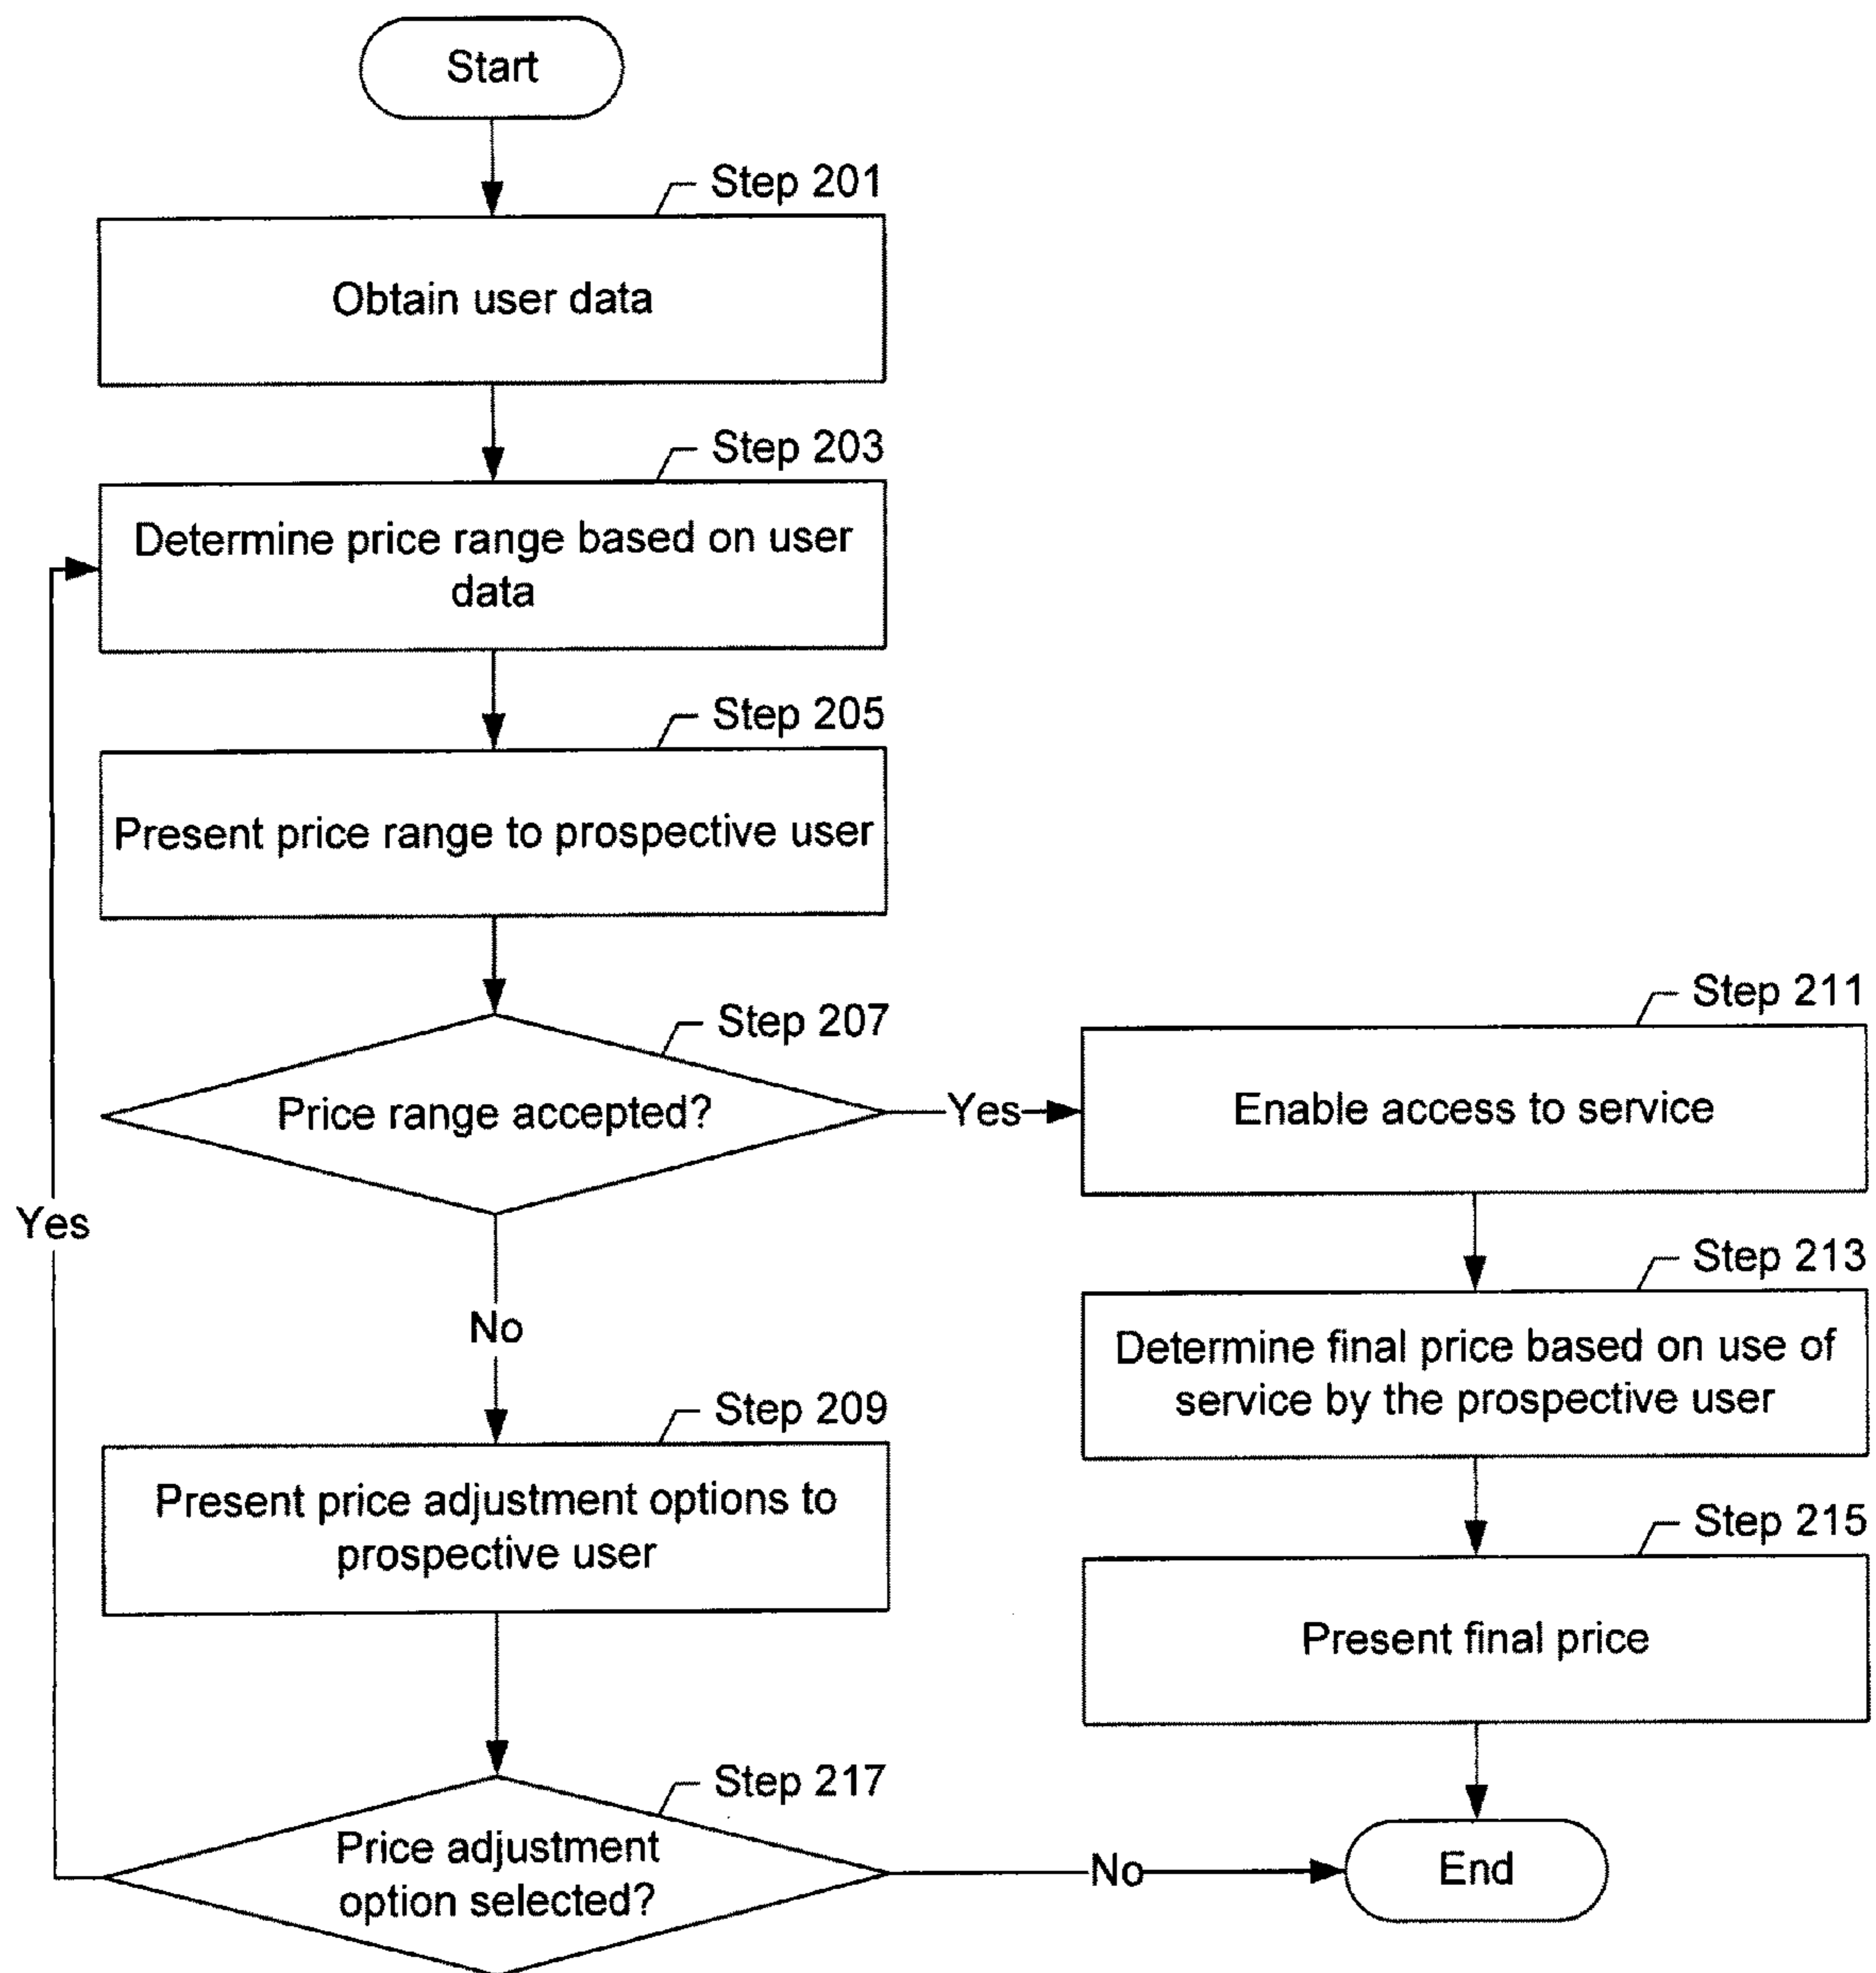 Start
Step 201
Obtain user data
Step 203
Determine price range based on user
data
Step 205
Present price range to prospective user
Step 207
Price range accepted?
Yes
No
Step 209
Present price adjustment options to
prospective user
Step 217
Price adjustment
option selected?
Yes
No
Step 211
Enable access to service
Step 213
Determine final price based on use of
service by the prospective user
Step 215
Present final price
End